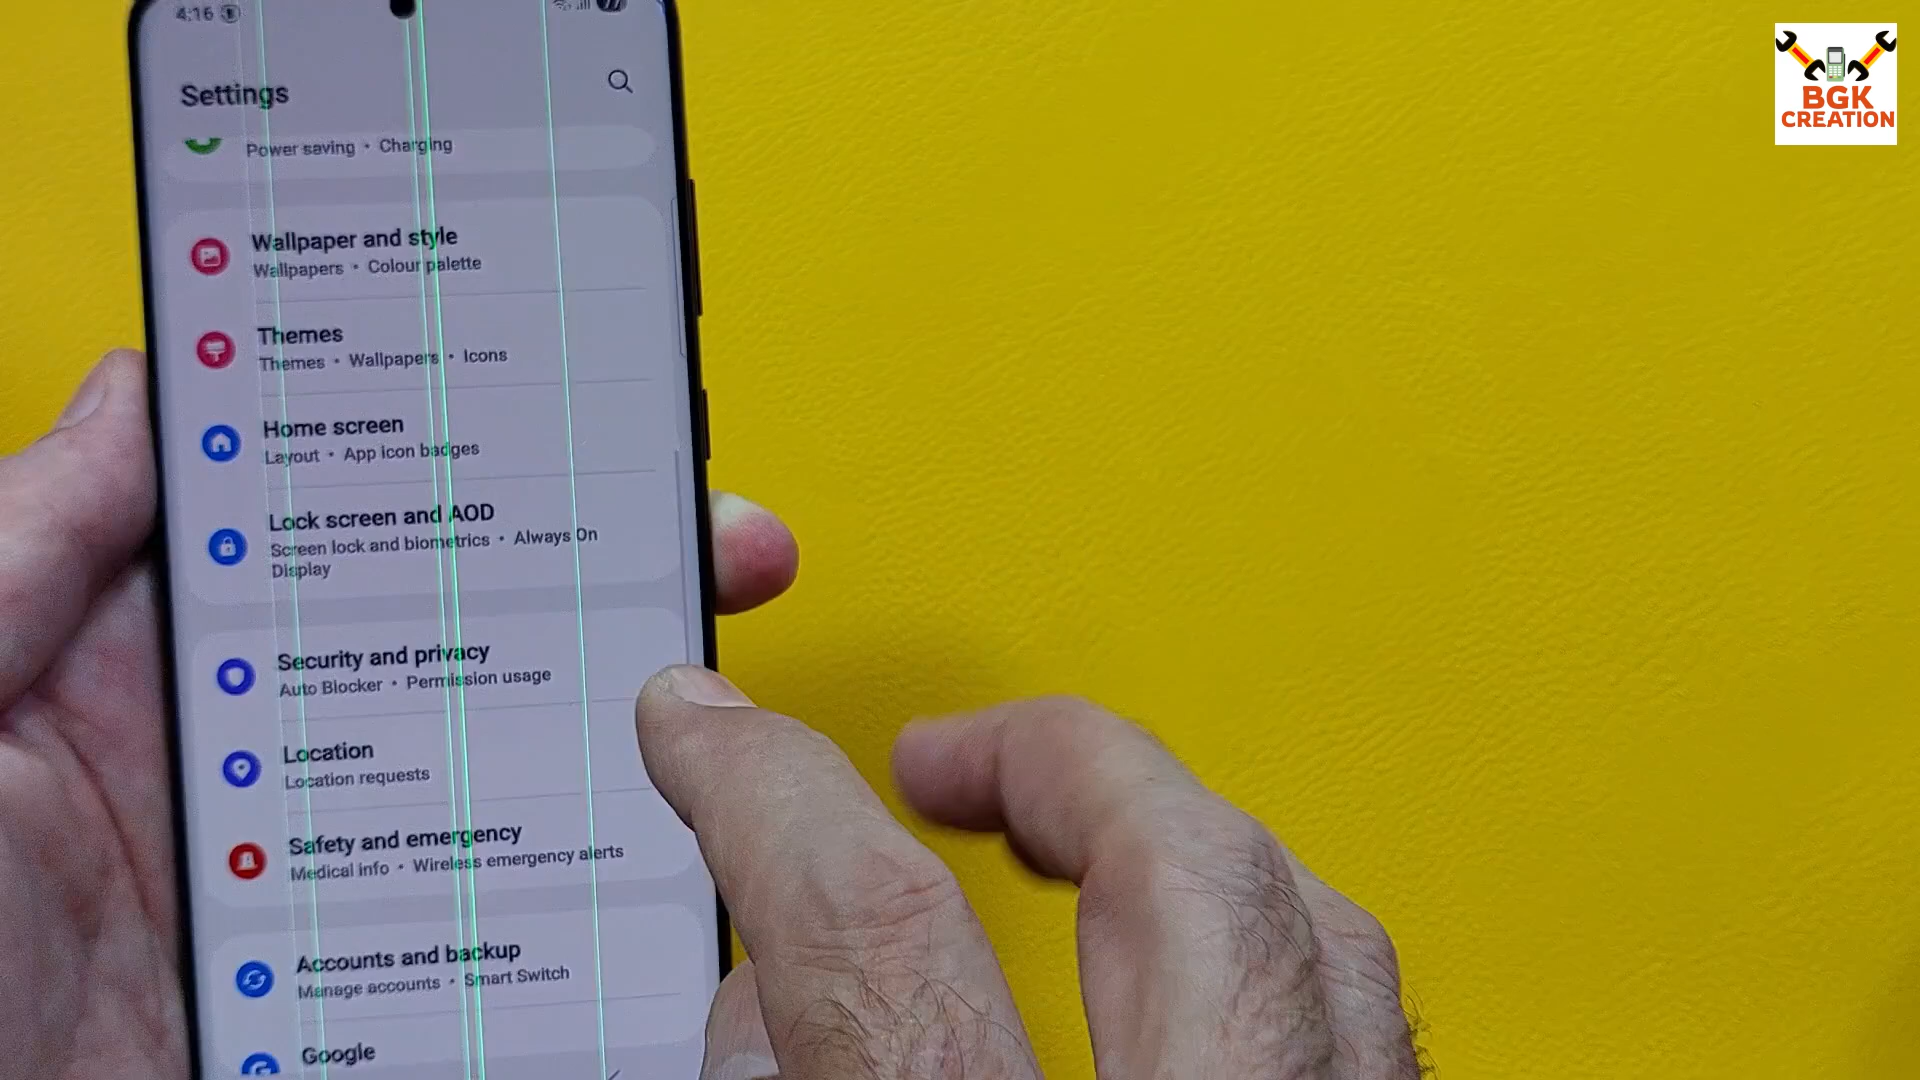 4:16
Settings
Power saving • Charging
Wallpaper and style
Wallpapers • Colour palette
Themes
Themes • Wallpapers • Icons
Home screen
Layout • App icon badges
Lock screen and AOD
Screen lock and biometrics • Always On
Display
Security and privacy
Auto Blocker • Permission usage
Location
Location requests
Safety and emergency
Medical info • Wireless emergency alerts
Accounts and backup
Manage accounts • Smart Switch
Google
BGK
CREATION